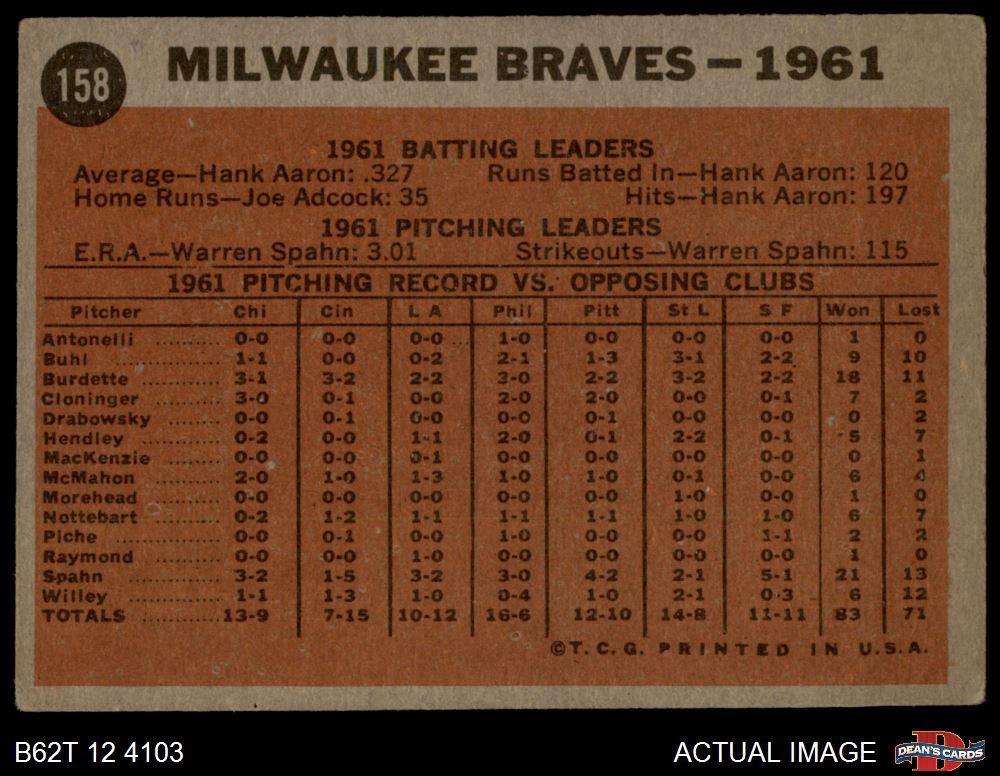 158
MILWAUKEE BRAVES — 1961
1961 BATTING LEADERS
Average—Hank Aaron: .327 Runs Batted In—Hank Aaron: 120
Home Runs—Joe Adcock: 35 Hits—Hank Aaron: 197
1961 PITCHING LEADERS
E.R.A.—Warren Spahn: 3.01 Strikeouts—Warren Spahn: 115
1961 PITCHING RECORD VS. OPPOSING CLUBS
Pitcher Chi Cin L A Phil Pitt St L S F Won Lost
Antonelli 0-0 0-0 0-0 1-0 0-0 0-0 0-0 1 0
Buhl 1-1 0-0 0-2 2-1 1-3 3-1 2-2 9 10
Burdette 3-1 3-2 2-2 3-0 2-2 3-2 2-2 18 11
Cloninger 3-0 0-1 0-0 2-0 2-0 0-0 0-1 7 2
Drabowsky 0-0 0-1 0-0 0-0 0-1 0-0 0-0 0 2
Hendley 0-2 0-0 1-1 2-0 0-1 2-2 0-1 5 7
MacKenzie 0-0 0-0 0-1 0-0 0-0 0-0 0-0 0 1
McMahon 2-0 1-0 1-3 1-0 1-0 0-1 0-0 6 4
Morehead 0-0 0-0 0-0 0-0 0-0 1-0 0-0 1 0
Nottebart 0-2 1-2 1-1 1-1 1-1 1-0 1-0 6 7
Piche 0-0 0-1 0-0 1-0 0-0 0-0 1-1 2 2
Raymond 0-0 0-0 1-0 0-0 0-0 0-0 0-0 1 0
Spahn 3-2 1-5 3-2 3-0 4-2 2-1 5-1 21 13
Willey 1-1 1-3 1-0 0-4 1-0 2-1 0-3 6 12
TOTALS 13-9 7-15 10-12 16-6 12-10 14-8 11-11 83 71
©T. C. G. PRINTED IN U.S.A.
B62T 12 4103 ACTUAL IMAGE DEAN'S CARDS